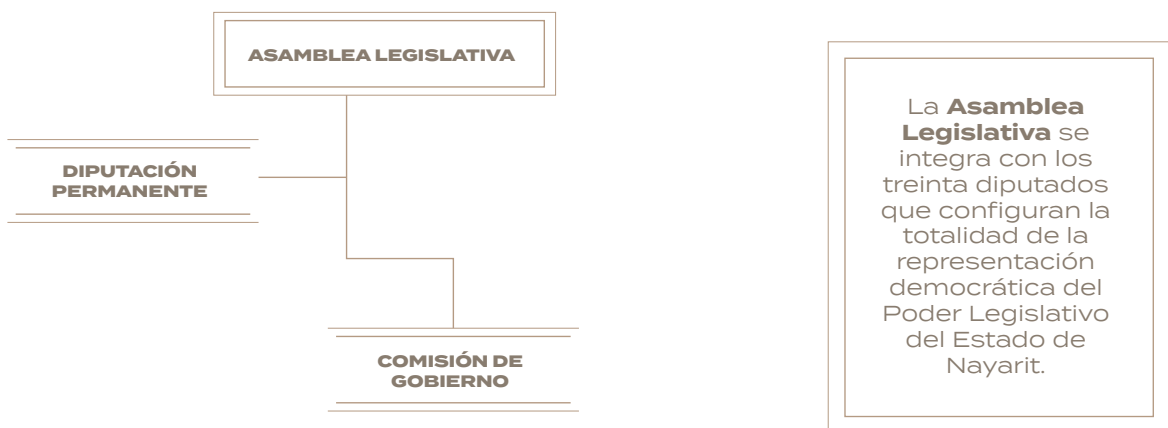 ASAMBLEA LEGISLATIVA
DIPUTACIÓN
PERMANENTE
COMISIÓN DE
GOBIERNO
La Asamblea
Legislativa se
integra con los
treinta diputados
que configuran la
totalidad de la
representación
democrática del
Poder Legislativo
del Estado de
Nayarit.